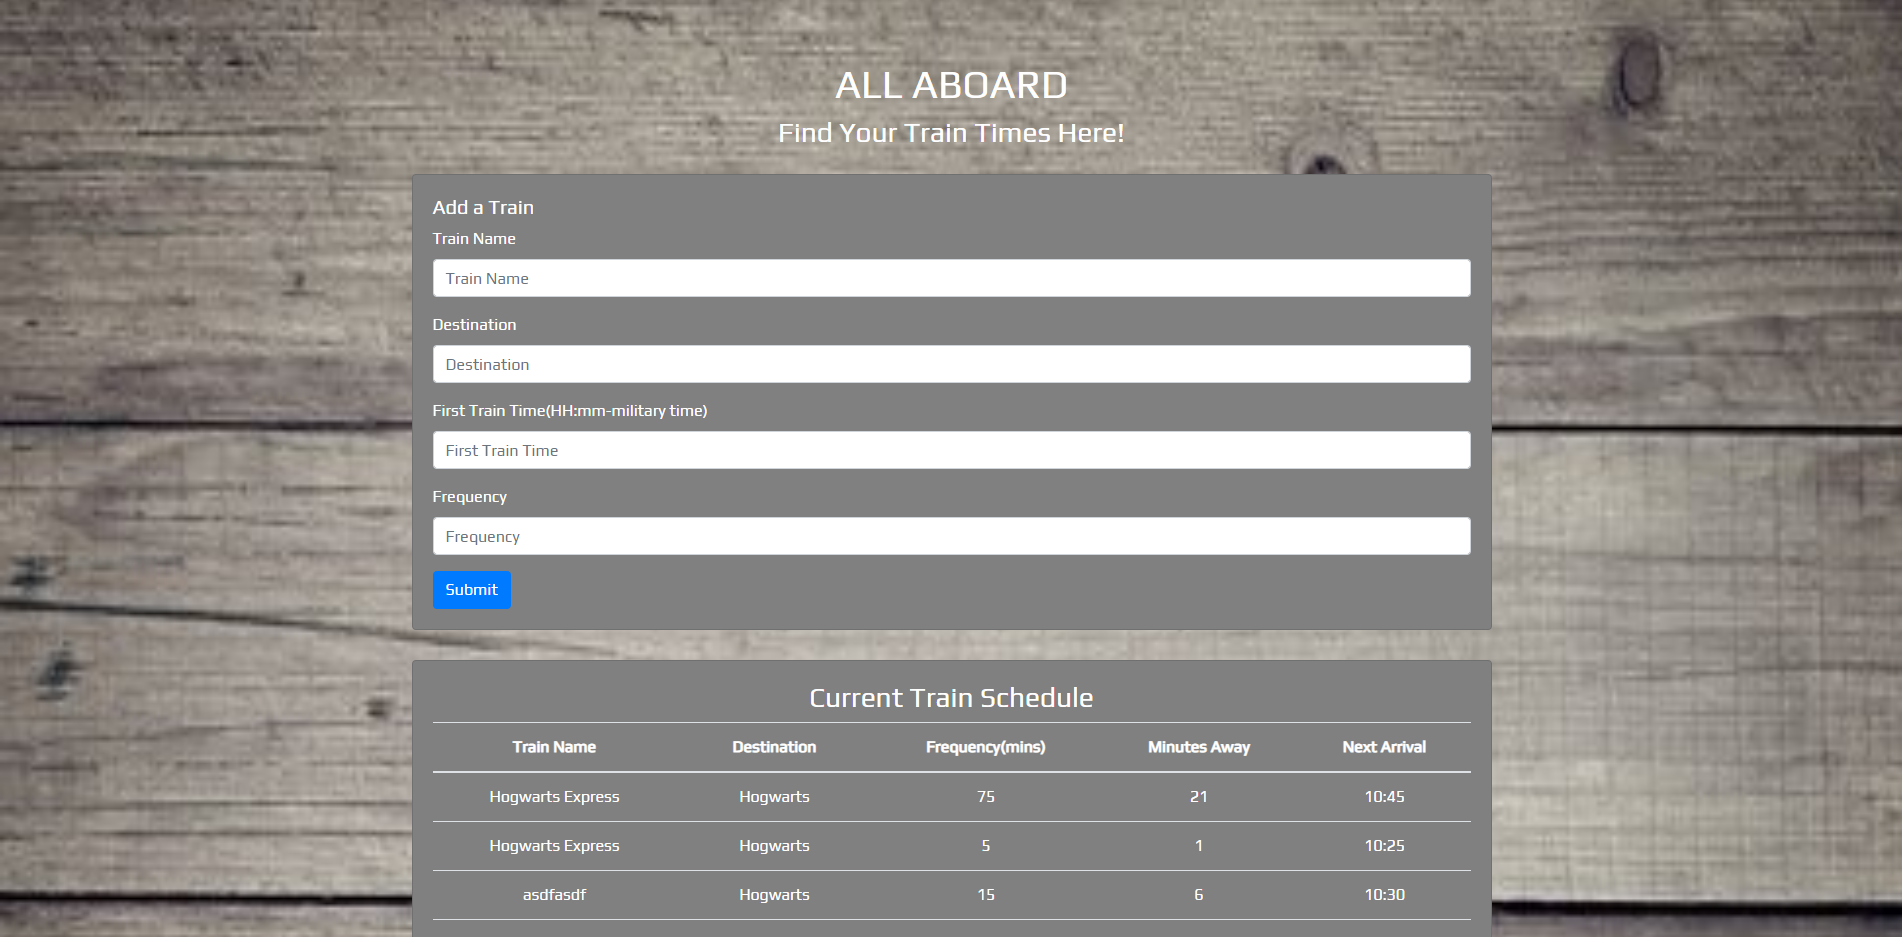 ALL ABOARD
Find Your Train Times Here!
Add a Train
Train Name
Train Name
Destination
Destination
First Train Time(HH:mm-military time)
First Train Time
Frequency
Frequency
Submit
Current Train Schedule
Train Name Destination Frequency(mins) Minutes Away Next Arrival
Hogwarts Express Hogwarts 75 21 10:45
Hogwarts Express Hogwarts 5 1 10:25
asdfasdf Hogwarts 15 6 10:30